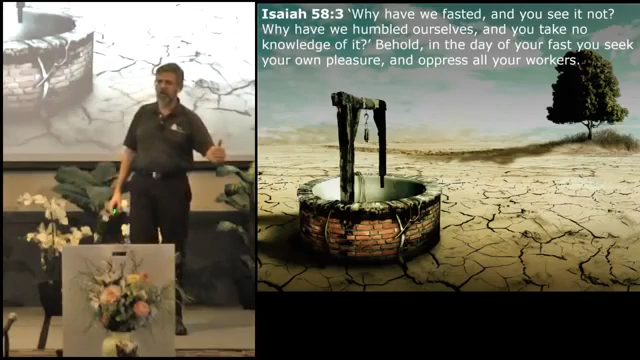 Isaiah 58:3 'Why have we fasted, and you see it not?
Why have we humbled ourselves, and you take no
knowledge of it?' Behold, in the day of your fast you seek
your own pleasure, and oppress all your workers.